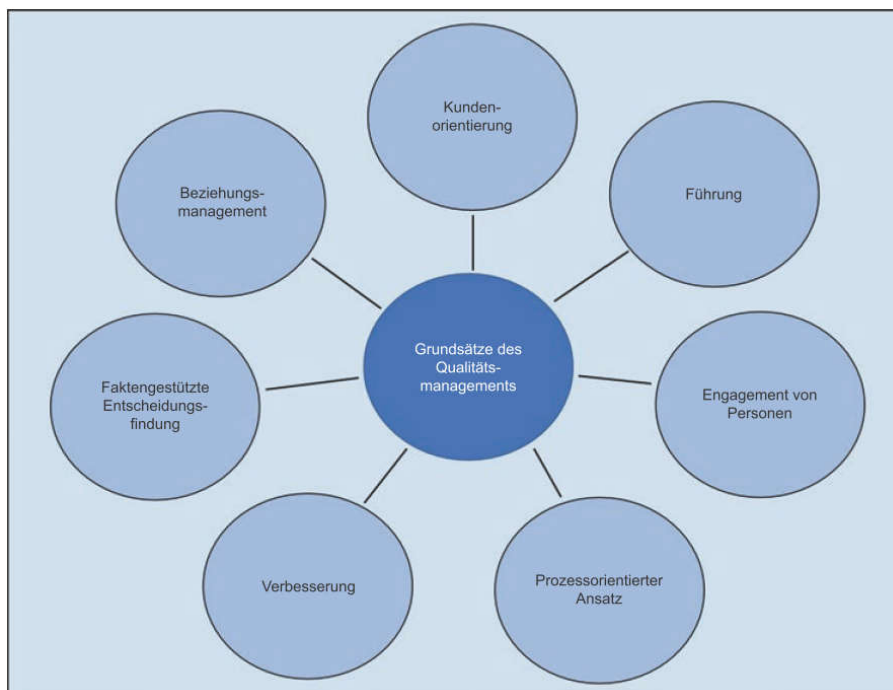 Kunden-
orientierung
Führung
Engagement von
Personen
Prozessorientierter
Ansatz
Verbesserung
Faktengestützte
Entscheidungs-
findung
Beziehungs-
management
Grundsätze des
Qualitäts-
managements